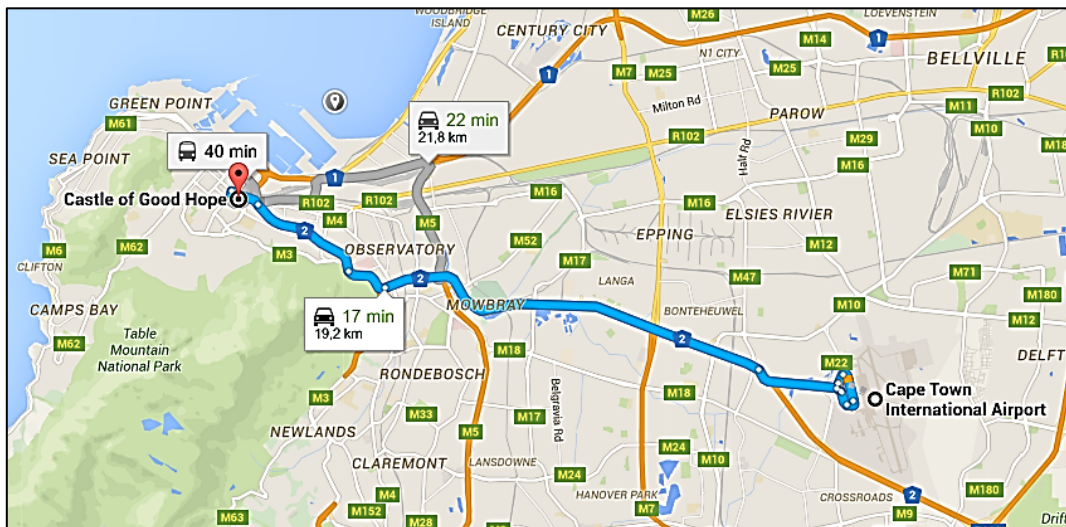 WOODBRIDGE
ISLAND
CENTURY CITY
M26
LOEVENSTEIN
M14
1
1
N1 CITY
BELLVILLE
M7
M25
M25
R102
GREEN POINT
Milton Rd
M11
M61
22 min
21,8 km
R102
PAROW
M10
SEA POINT
40 min
M29
Halt Rd
M16
M18
Castle of Good Hope
1
R102
R102
M16
M16
M4
M5
ELSIES RIVIER
M62
2
OBSERVATORY
M52
EPPING
M12
M6
M3
M17
CLIFTON
2
LANGA
M47
M71
CAMPS BAY
MOWBRAY
M10
M180
17 min
19,2 km
BONTEHEUWEL
M12
M62
Table
Mountain
National Park
2
M18
M22
DELFT
RONDEBOSCH
Cape Town
International Airport
M3
M33
Belgravia Rd
M18
NEWLANDS
M17
M5
CLAREMONT
LANSDOWNE
M24
M10
M24
M4
HANOVER PARK
CROSSROADS
2
M180
M63
M152
M28
M7
M9
Drift